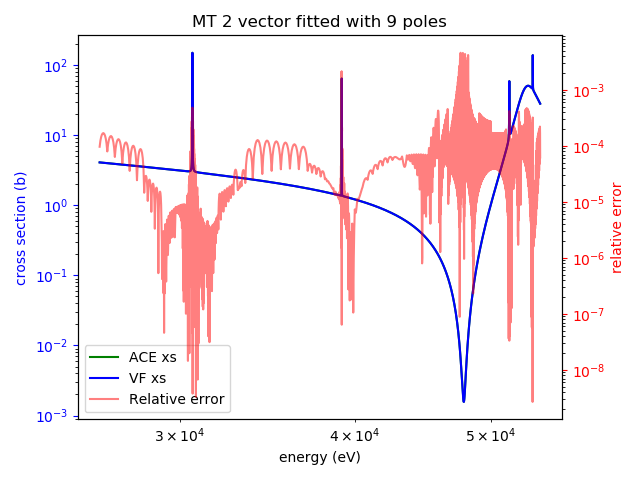 MT 2 vector fitted with 9 poles
cross section (b)
10²
10¹
10⁰
10⁻¹
10⁻²
10⁻³
10⁻³
10⁻⁴
10⁻⁵
10⁻⁶
10⁻⁷
10⁻⁸
relative error
ACE xs
VF xs
Relative error
3 × 10⁴ 4 × 10⁴ 5 × 10⁴
energy (eV)